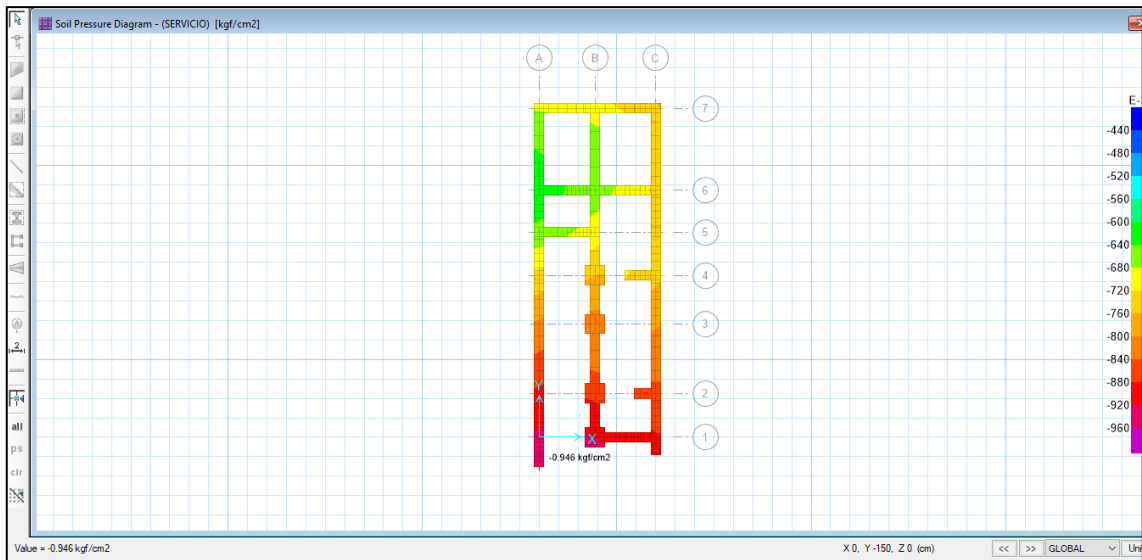 Soil Pressure Diagram - (SERVICIO) [kgf/cm2]
A B C
7
6
5
4
3
2
1
Y
X
-0.946 kgf/cm2
-440
-480
-520
-560
-600
-640
-680
-720
-760
-800
-840
-880
-920
-960
2
all
ps
clr
Value = -0.946 kgf/cm2
X 0, Y -150, Z 0 (cm)
<< >> GLOBAL